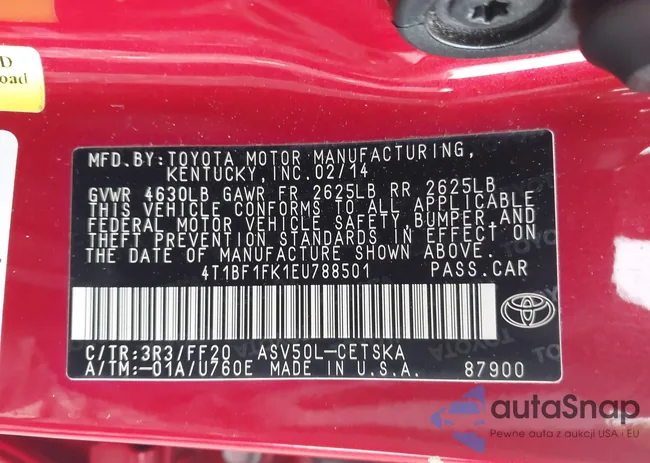 D
oad
MFD.BY:TOYOTA MOTOR MANUFACTURING,
KENTUCKY,INC.02/14
GVWR 4630LB GAWR FR 2625LB RR 2625LB
THIS VEHICLE CONFORMS TO ALL APPLICABLE
FEDERAL MOTOR VEHICLE SAFETY,BUMPER,AND
THEFT PREVENTION STANDARDS IN EFFECT ON
THE DATE OF MANUFACTURE SHOWN ABOVE.
4T1BF1FK1EU788501 PASS.CAR
C/TR:3R3/FF20 ASV50L-CETSKA
A/TM:-01A/U760E MADE IN U.S.A. 87900
autaSnap
Pewne auta z aukcji USA i EU